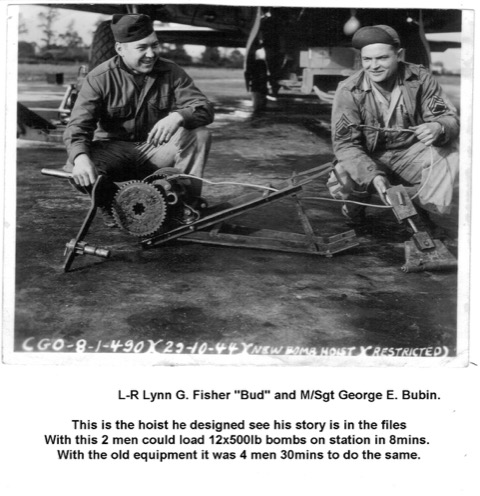 (GO-8-1-490)(29-10-44)(NEW BOMB HOIST)(RESTRICTED)
L-R Lynn G. Fisher "Bud" and M/Sgt George E. Bubin.
This is the hoist he designed see his story is in the files
With this 2 men could load 12x500lb bombs on station in 8mins.
With the old equipment it was 4 men 30mins to do the same.